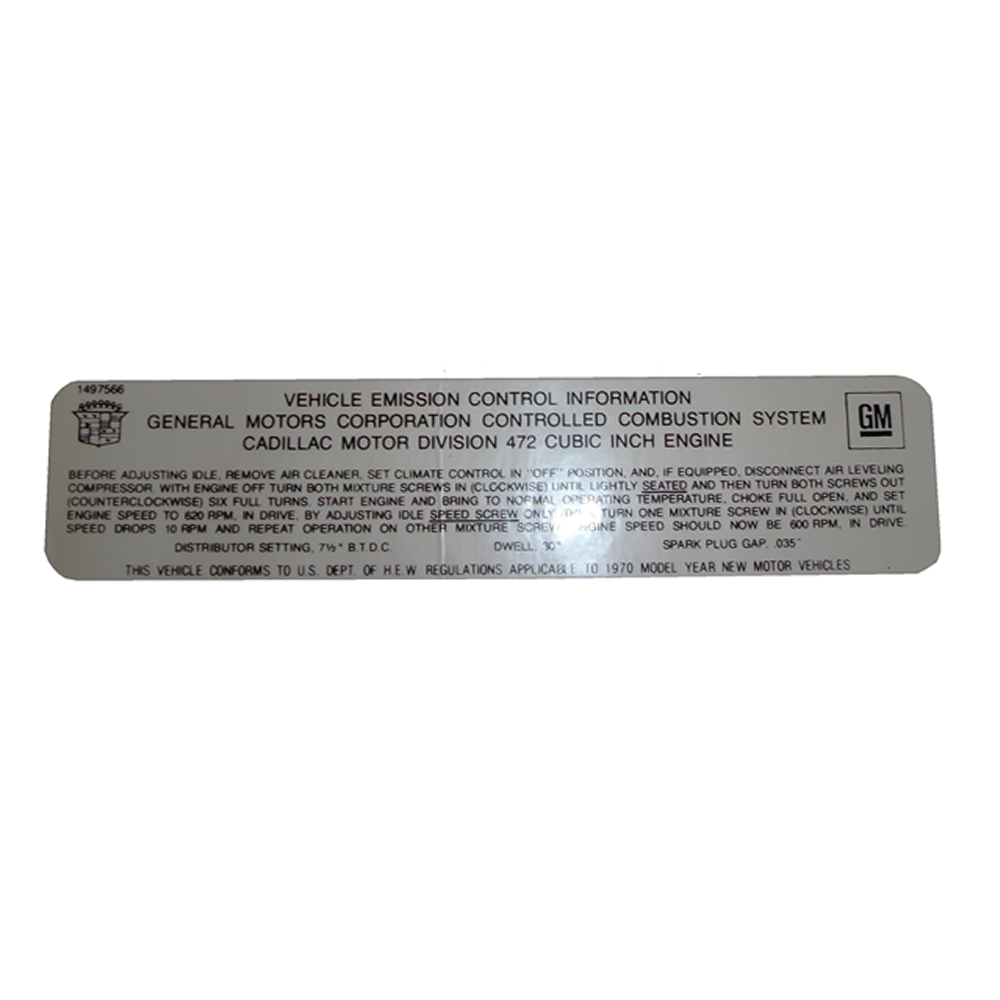 1497566
VEHICLE EMISSION CONTROL INFORMATION
GENERAL MOTORS CORPORATION CONTROLLED COMBUSTION SYSTEM
GM
CADILLAC MOTOR DIVISION 472 CUBIC INCH ENGINE
BEFORE ADJUSTING IDLE, REMOVE AIR CLEANER, SET CLIMATE CONTROL IN "OFF" POSITION, AND, IF EQUIPPED, DISCONNECT AIR LEVELING
COMPRESSOR. WITH ENGINE OFF TURN BOTH MIXTURE SCREWS IN (CLOCKWISE) UNTIL LIGHTLY SEATED AND THEN TURN BOTH SCREWS OUT
(COUNTERCLOCKWISE) SIX FULL TURNS. START ENGINE AND BRING TO NORMAL OPERATING TEMPERATURE, CHOKE FULL OPEN, AND SET
ENGINE SPEED TO 620 RPM, IN DRIVE, BY ADJUSTING IDLE SPEED SCREW ONLY. TURN ONE MIXTURE SCREW IN (CLOCKWISE) UNTIL
SPEED DROPS 10 RPM AND REPEAT OPERATION ON OTHER MIXTURE SCREW. ENGINE SPEED SHOULD NOW BE 600 RPM, IN DRIVE.
DISTRIBUTOR SETTING, 7½° B.T.D.C. DWELL, 30° SPARK PLUG GAP, .035"
THIS VEHICLE CONFORMS TO U.S. DEPT. OF H.E.W REGULATIONS APPLICABLE TO 1970 MODEL YEAR NEW MOTOR VEHICLES